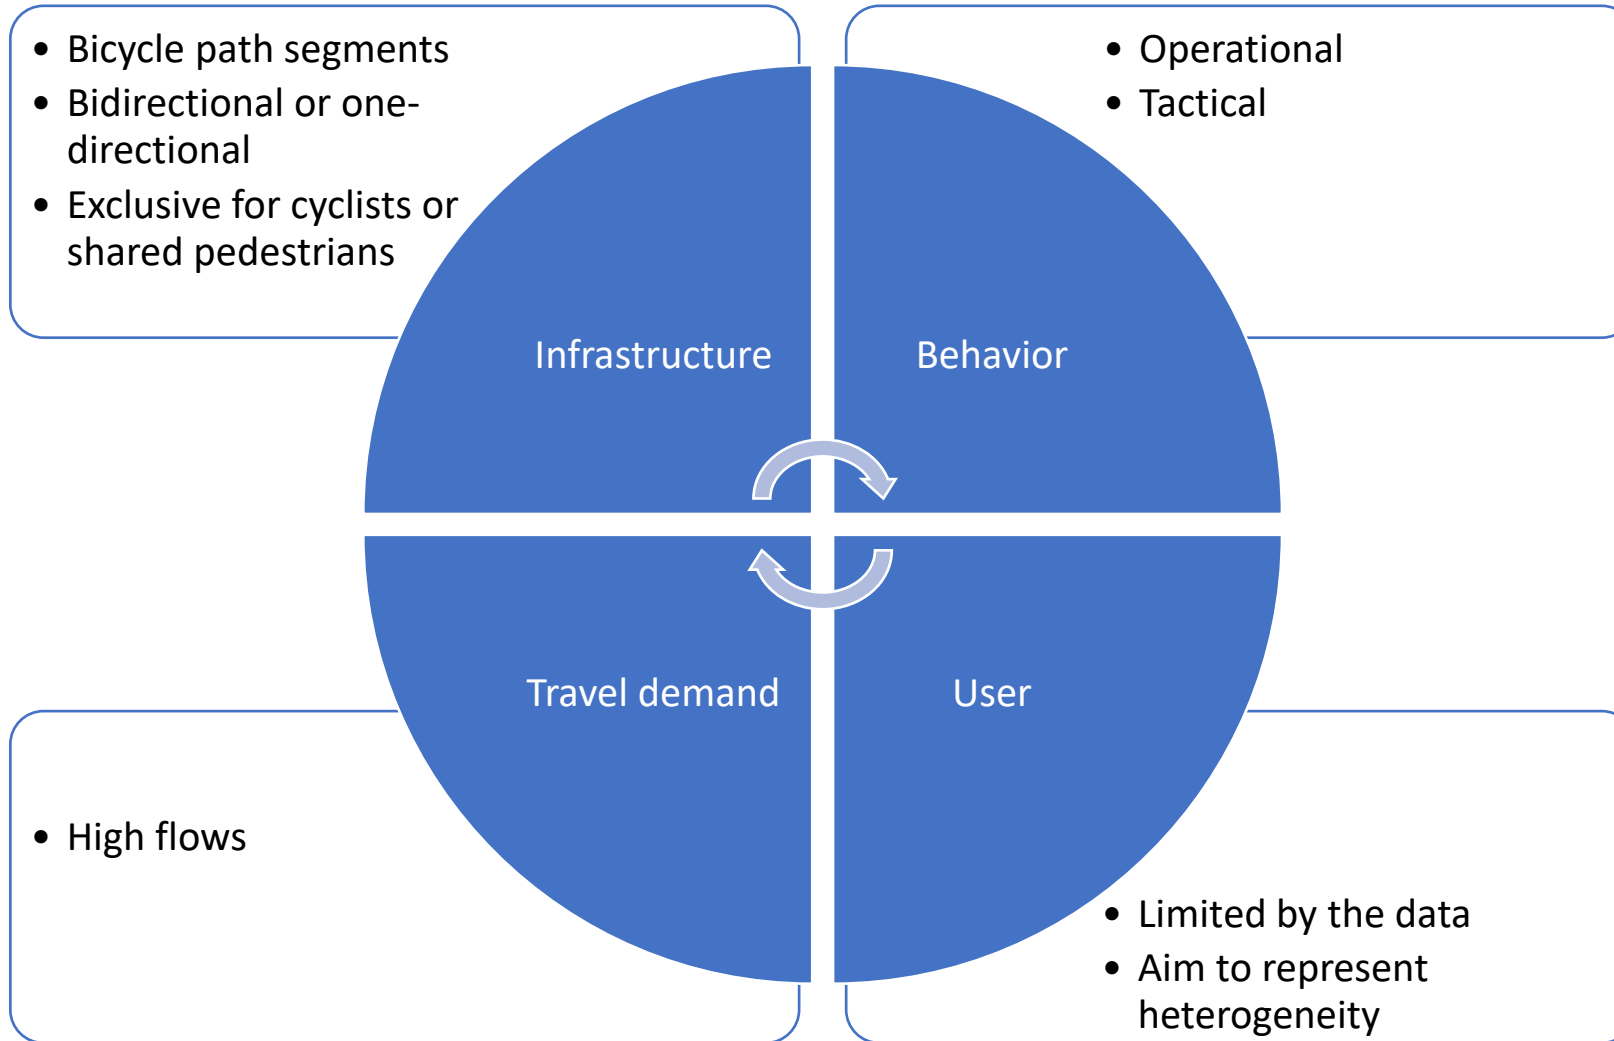 • Bicycle path segments
• Bidirectional or one-
directional
• Exclusive for cyclists or
shared pedestrians
• Operational
• Tactical
Infrastructure
Behavior
Travel demand
User
• High flows
• Limited by the data
• Aim to represent
heterogeneity